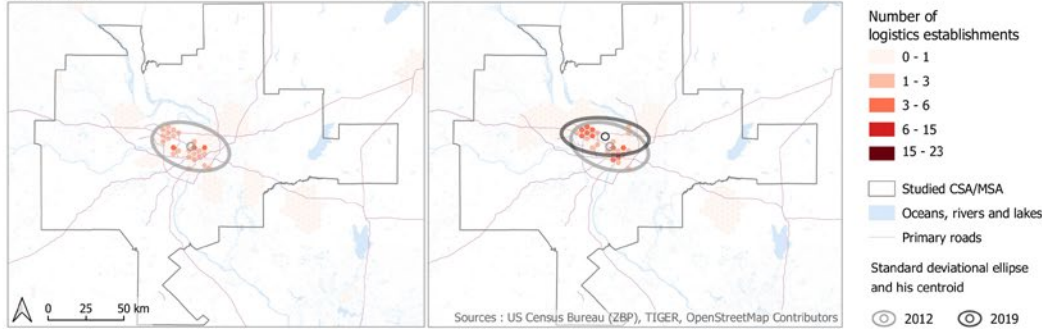 Number of
logistics establishments
0 - 1
1 - 3
3 - 6
6 - 15
15 - 23
Studied CSA/MSA
Oceans, rivers and lakes
Primary roads
Standard deviational ellipse
and his centroid
2012 2019
0 25 50 km
Sources : US Census Bureau (ZBP), TIGER, OpenStreetMap Contributors